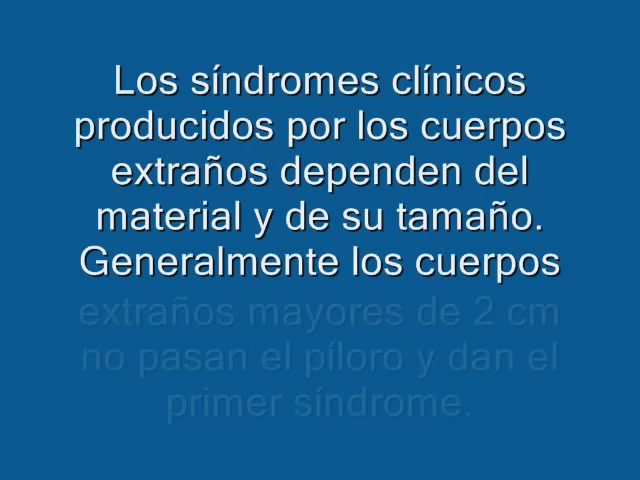 Los síndromes clínicos
producidos por los cuerpos
extraños dependen del
material y de su tamaño.
Generalmente los cuerpos
extraños mayores de 2 cm
no pasan el píloro y dan el
primer síndrome.